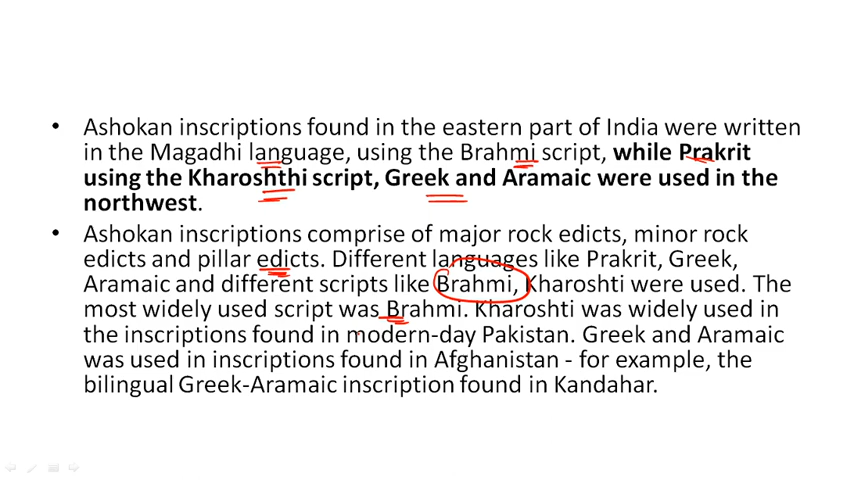 • Ashokan inscriptions found in the eastern part of India were written
in the Magadhi language, using the Brahmi script, while Prakrit
using the Kharoshthi script, Greek and Aramaic were used in the
northwest.
• Ashokan inscriptions comprise of major rock edicts, minor rock
edicts and pillar edicts. Different languages like Prakrit, Greek,
Aramaic and different scripts like Brahmi, Kharoshti were used. The
most widely used script was Brahmi. Kharoshti was widely used in
the inscriptions found in modern-day Pakistan. Greek and Aramaic
was used in inscriptions found in Afghanistan - for example, the
bilingual Greek-Aramaic inscription found in Kandahar.